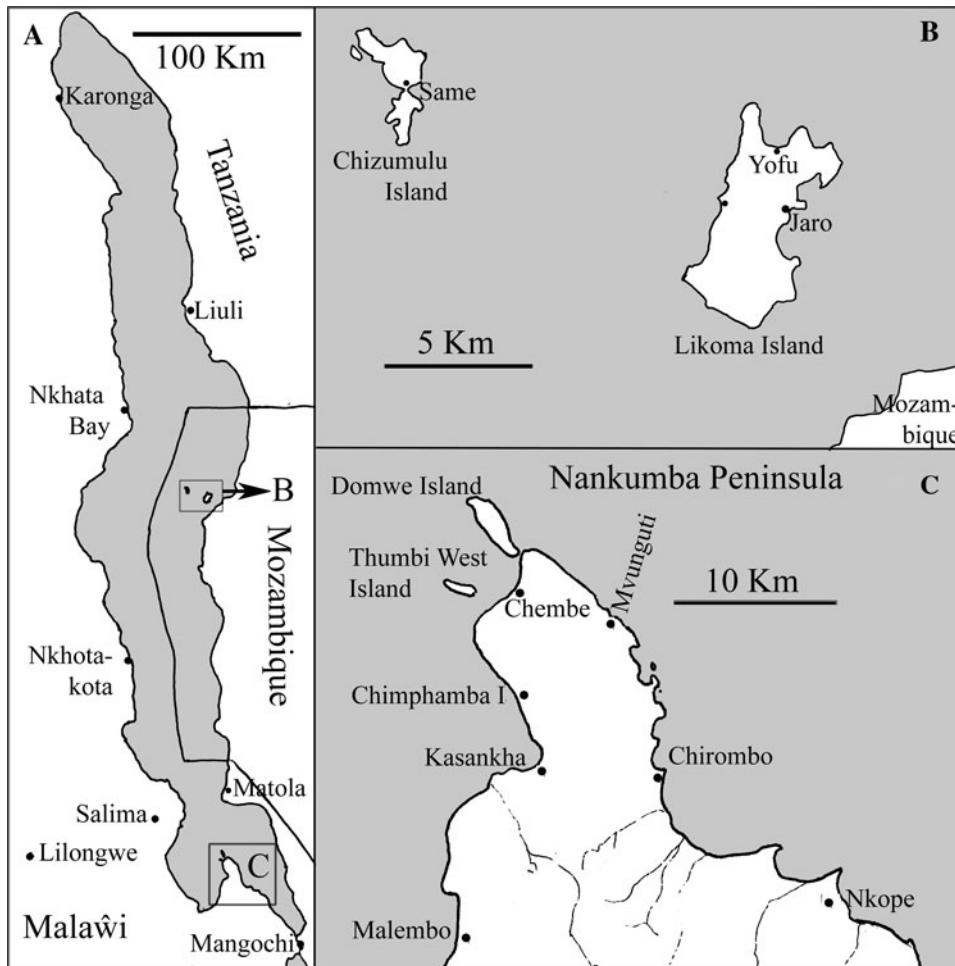 A
100 Km
Karonga
Tanzania
Liuli
Nkhata
Bay
B
Mozambique
Nkhota-
kota
Matola
Salima
Lilongwe
C
Malaŵi
Mangochi
B
Same
Chizumulu
Island
Yofu
Jaro
5 Km
Likoma Island
Mozam-
bique
Nankumba Peninsula
C
Domwe Island
Thumbi West
Island
Mvunguti
10 Km
Chembe
Chimphamba I
Kasankha
Chirombo
Nkope
Malembo